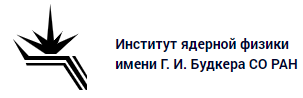 Институт ядерной физики
имени Г. И. Будкера СО РАН